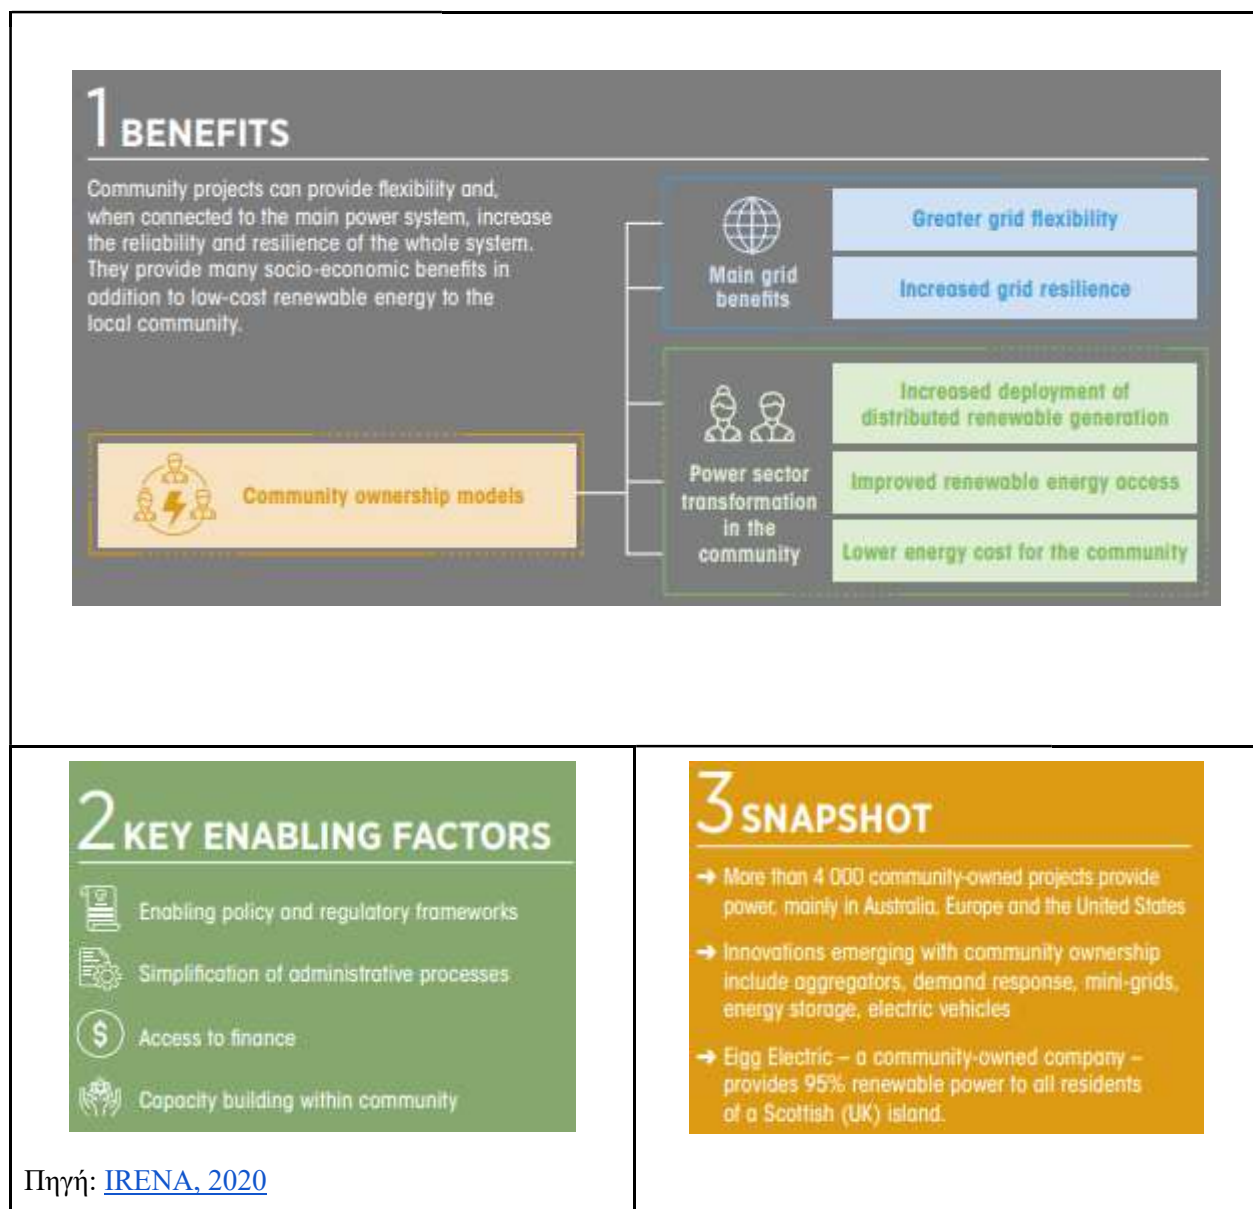 1 BENEFITS
Community projects can provide flexibility and,
when connected to the main power system, increase
the reliability and resilience of the whole system.
They provide many socio-economic benefits in
addition to low-cost renewable energy to the
local community.
Community ownership models
Main grid
benefits
Greater grid flexibility
Increased grid resilience
Power sector
transformation
in the
community
Increased deployment of
distributed renewable generation
Improved renewable energy access
Lower energy cost for the community
2 KEY ENABLING FACTORS
Enabling policy and regulatory frameworks
Simplification of administrative processes
$
Access to finance
Capacity building within community
Πηγή: IRENA, 2020
3 SNAPSHOT
➔ More than 4 000 community-owned projects provide
power, mainly in Australia, Europe and the United States
➔ Innovations emerging with community ownership
include aggregators, demand response, mini-grids,
energy storage, electric vehicles
➔ Eigg Electric – a community-owned company –
provides 95% renewable power to all residents
of a Scottish (UK) island.